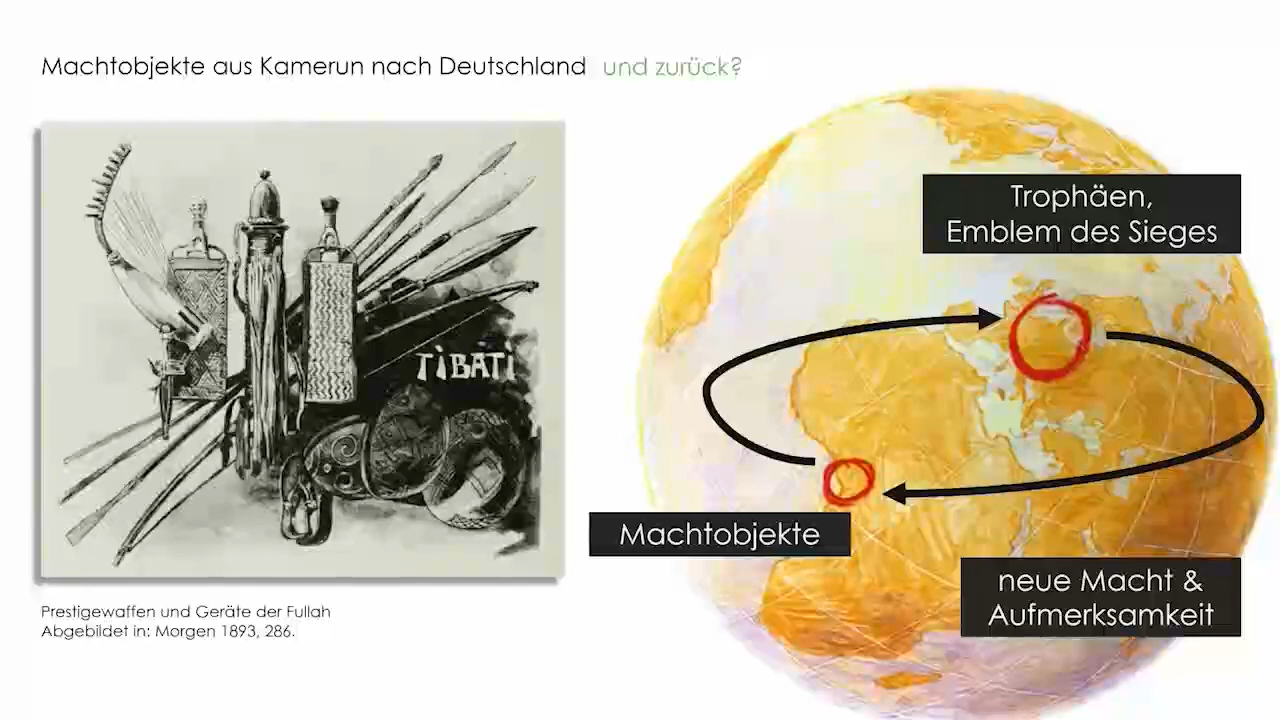 Machtobjekte aus Kamerun nach Deutschland und zurück?
TIBATI
Prestigewaffen und Geräte der Fullah
Abgebildet in: Morgen 1893, 286.
Trophäen,
Emblem des Sieges
Machtobjekte
neue Macht &
Aufmerksamkeit